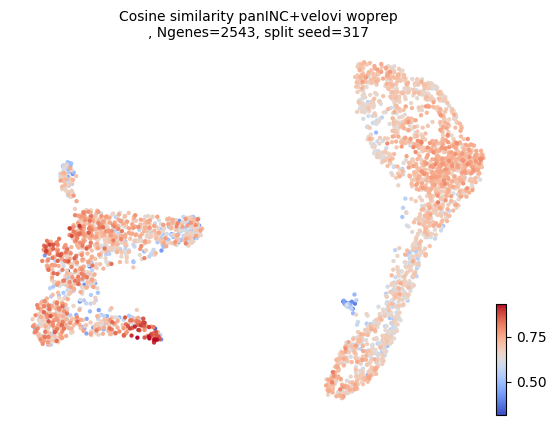 Cosine similarity panINC+velovi woprep
, Ngenes=2543, split seed=317
0.75
0.50